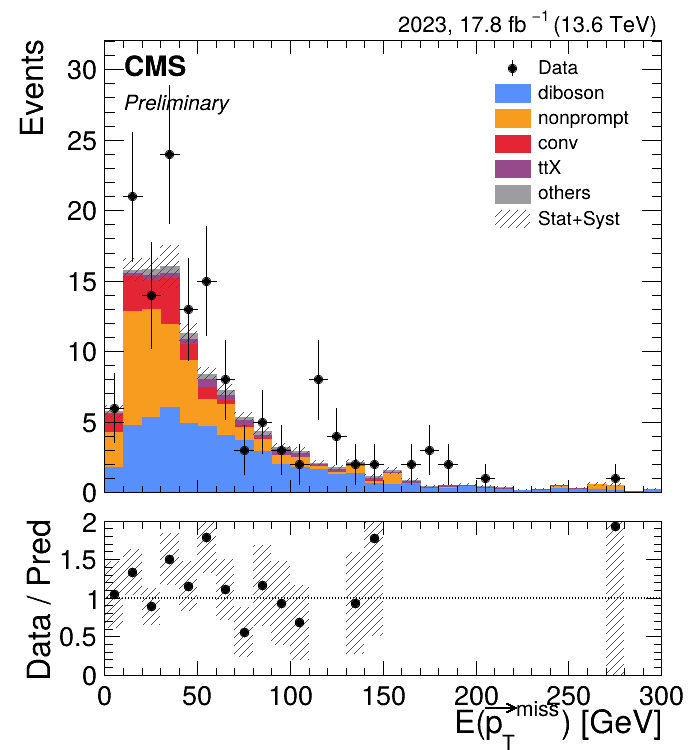 2023, 17.8 fb⁻¹ (13.6 TeV)
CMS
Preliminary
Events
30
25
20
15
10
5
0
Data
diboson
nonprompt
conv
ttX
others
Stat+Syst
Data / Pred
2
1.5
1
0.5
0
0 50 100 150 200 250 300
E(p⃗_T^miss) [GeV]